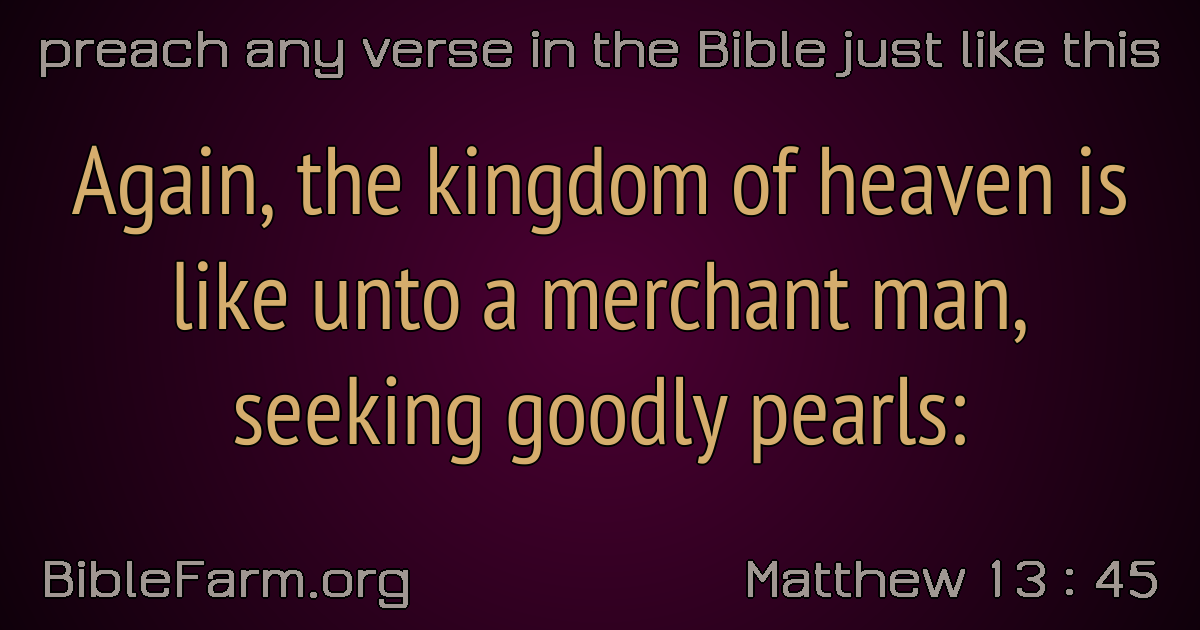 preach any verse in the Bible just like this
Again, the kingdom of heaven is
like unto a merchant man,
seeking goodly pearls:
BibleFarm.org
Matthew 13 : 45